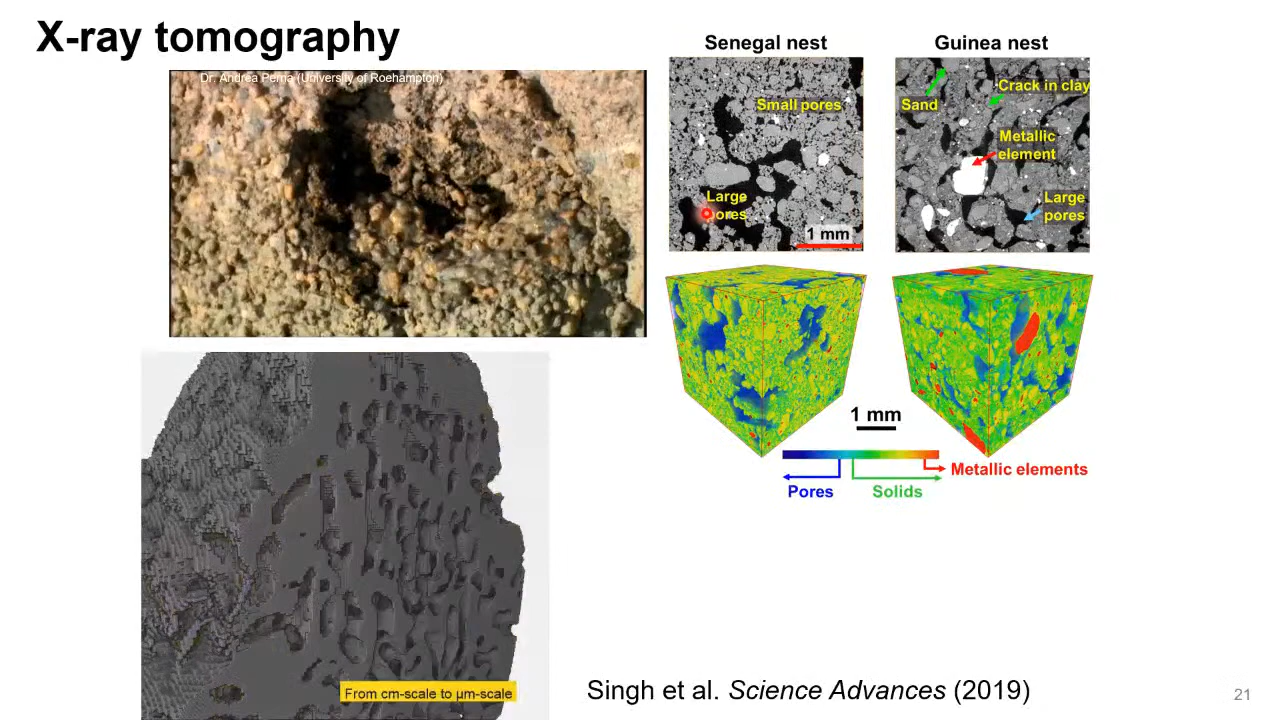 X-ray tomography
Dr. Andrea Perna (University of Roehampton)
Senegal nest
Small pores
Large
pores
1 mm
Guinea nest
Sand
Crack in clay
Metallic
element
Large
pores
1 mm
Metallic elements
Pores
Solids
From cm-scale to µm-scale
Singh et al. Science Advances (2019)
21